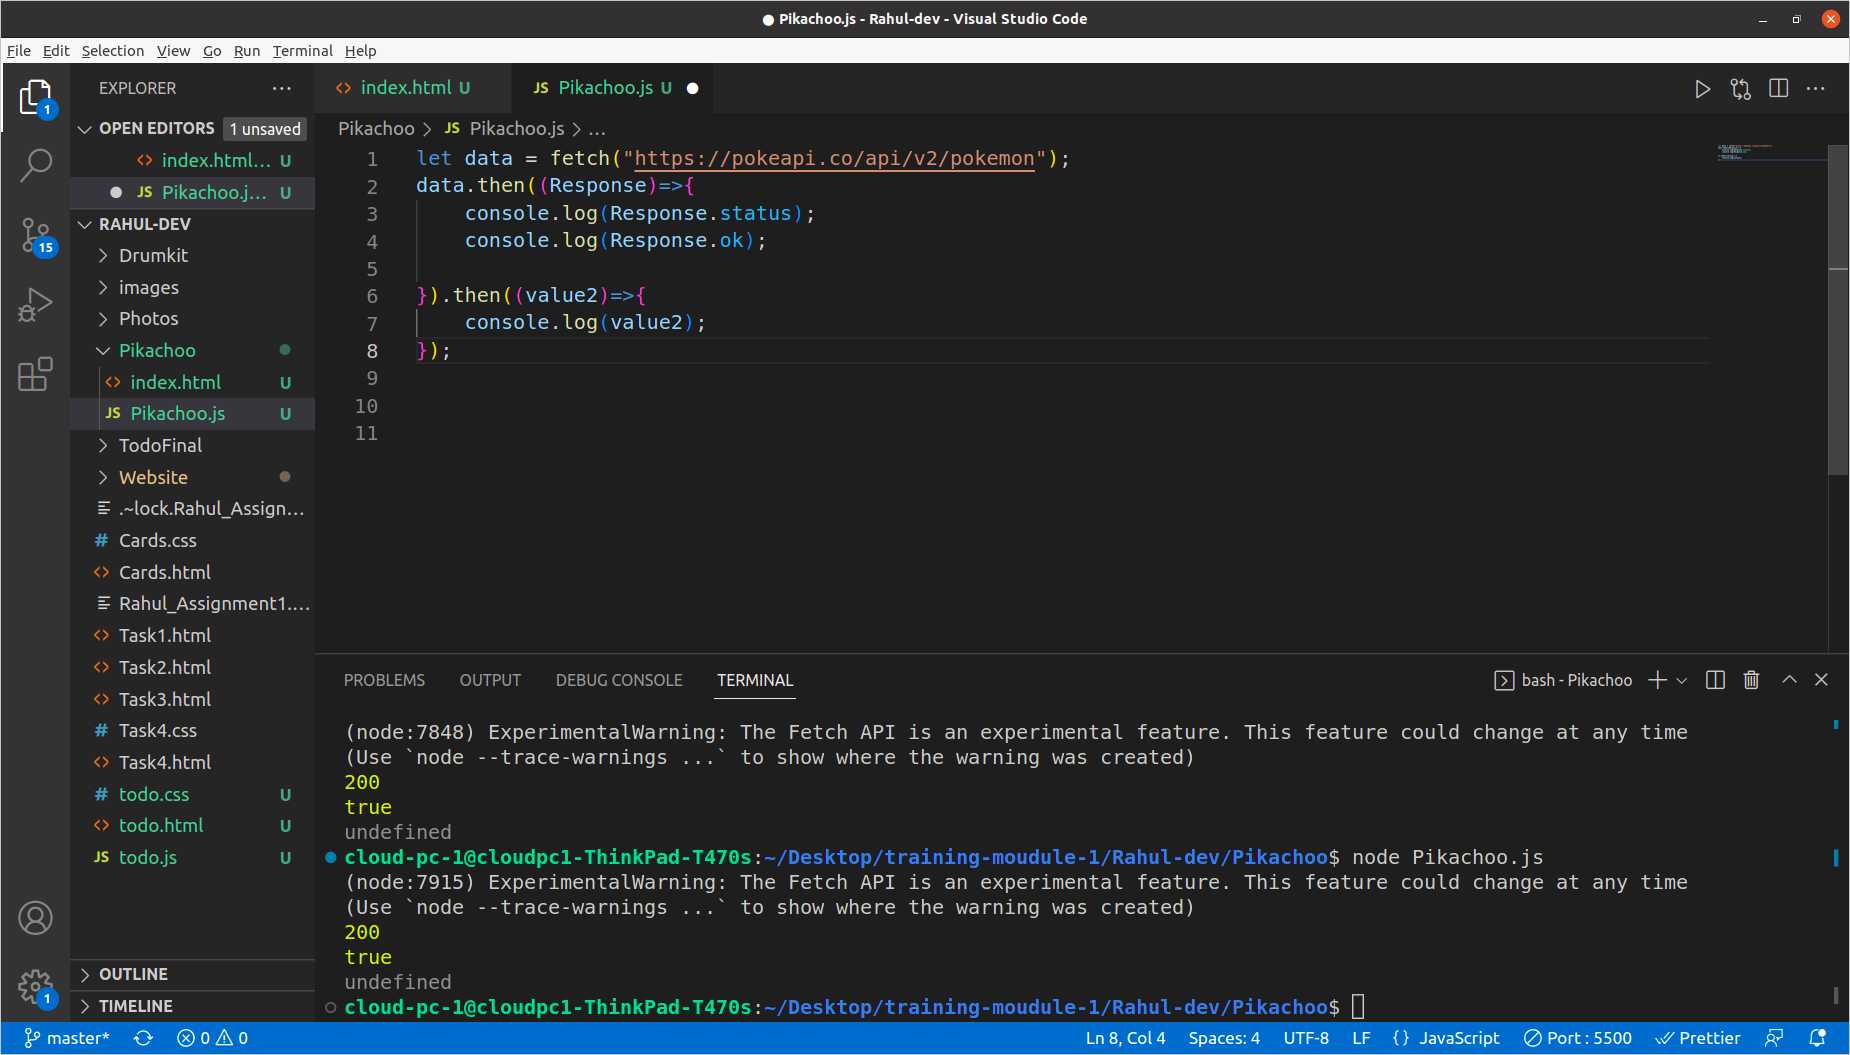 ● Pikachoo.js - Rahul-dev - Visual Studio Code
File Edit Selection View Go Run Terminal Help
EXPLORER
OPEN EDITORS 1 unsaved
index.html... U
Pikachoo.j... U
RAHUL-DEV
Drumkit
images
Photos
Pikachoo
index.html U
Pikachoo.js U
TodoFinal
Website
.~lock.Rahul_Assign...
Cards.css
Cards.html
Rahul_Assignment1....
Task1.html
Task2.html
Task3.html
Task4.css
Task4.html
todo.css U
todo.html U
todo.js U
OUTLINE
TIMELINE
1
15
1
index.html U
JS Pikachoo.js U
Pikachoo > JS Pikachoo.js > ...
1 let data = fetch("https://pokeapi.co/api/v2/pokemon");
2 data.then((Response)=>{
3 console.log(Response.status);
4 console.log(Response.ok);
5
6 }).then((value2)=>{
7 console.log(value2);
8 });
9
10
11
PROBLEMS OUTPUT DEBUG CONSOLE TERMINAL
bash - Pikachoo
(node:7848) ExperimentalWarning: The Fetch API is an experimental feature. This feature could change at any time
(Use `node --trace-warnings ...` to show where the warning was created)
200
true
undefined
cloud-pc-1@cloudpc1-ThinkPad-T470s:~/Desktop/training-moudule-1/Rahul-dev/Pikachoo$ node Pikachoo.js
(node:7915) ExperimentalWarning: The Fetch API is an experimental feature. This feature could change at any time
(Use `node --trace-warnings ...` to show where the warning was created)
200
true
undefined
cloud-pc-1@cloudpc1-ThinkPad-T470s:~/Desktop/training-moudule-1/Rahul-dev/Pikachoo$
master* 0 0 Ln 8, Col 4 Spaces: 4 UTF-8 LF {} JavaScript Port : 5500 Prettier